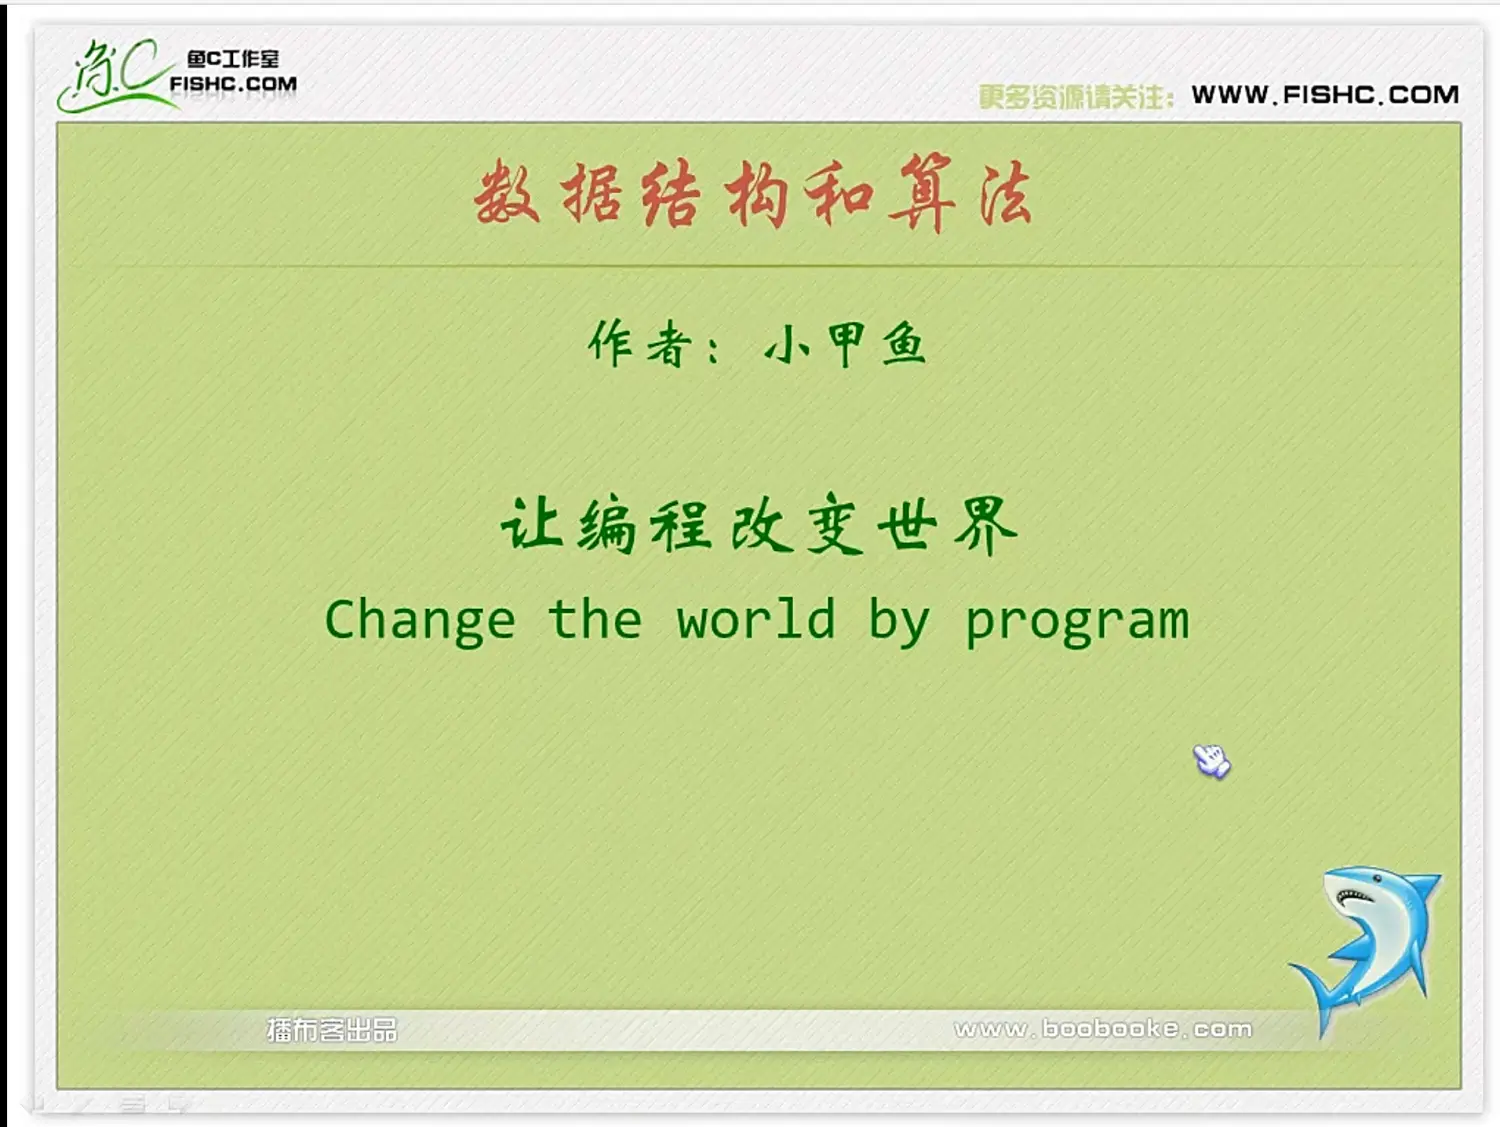 鱼C
鱼C工作室
FISHC.COM
更多资源请关注：WWW.FISHC.COM
数据结构和算法
作者：小甲鱼
让编程改变世界
Change the world by program
播布客出品
www.boobooke.com